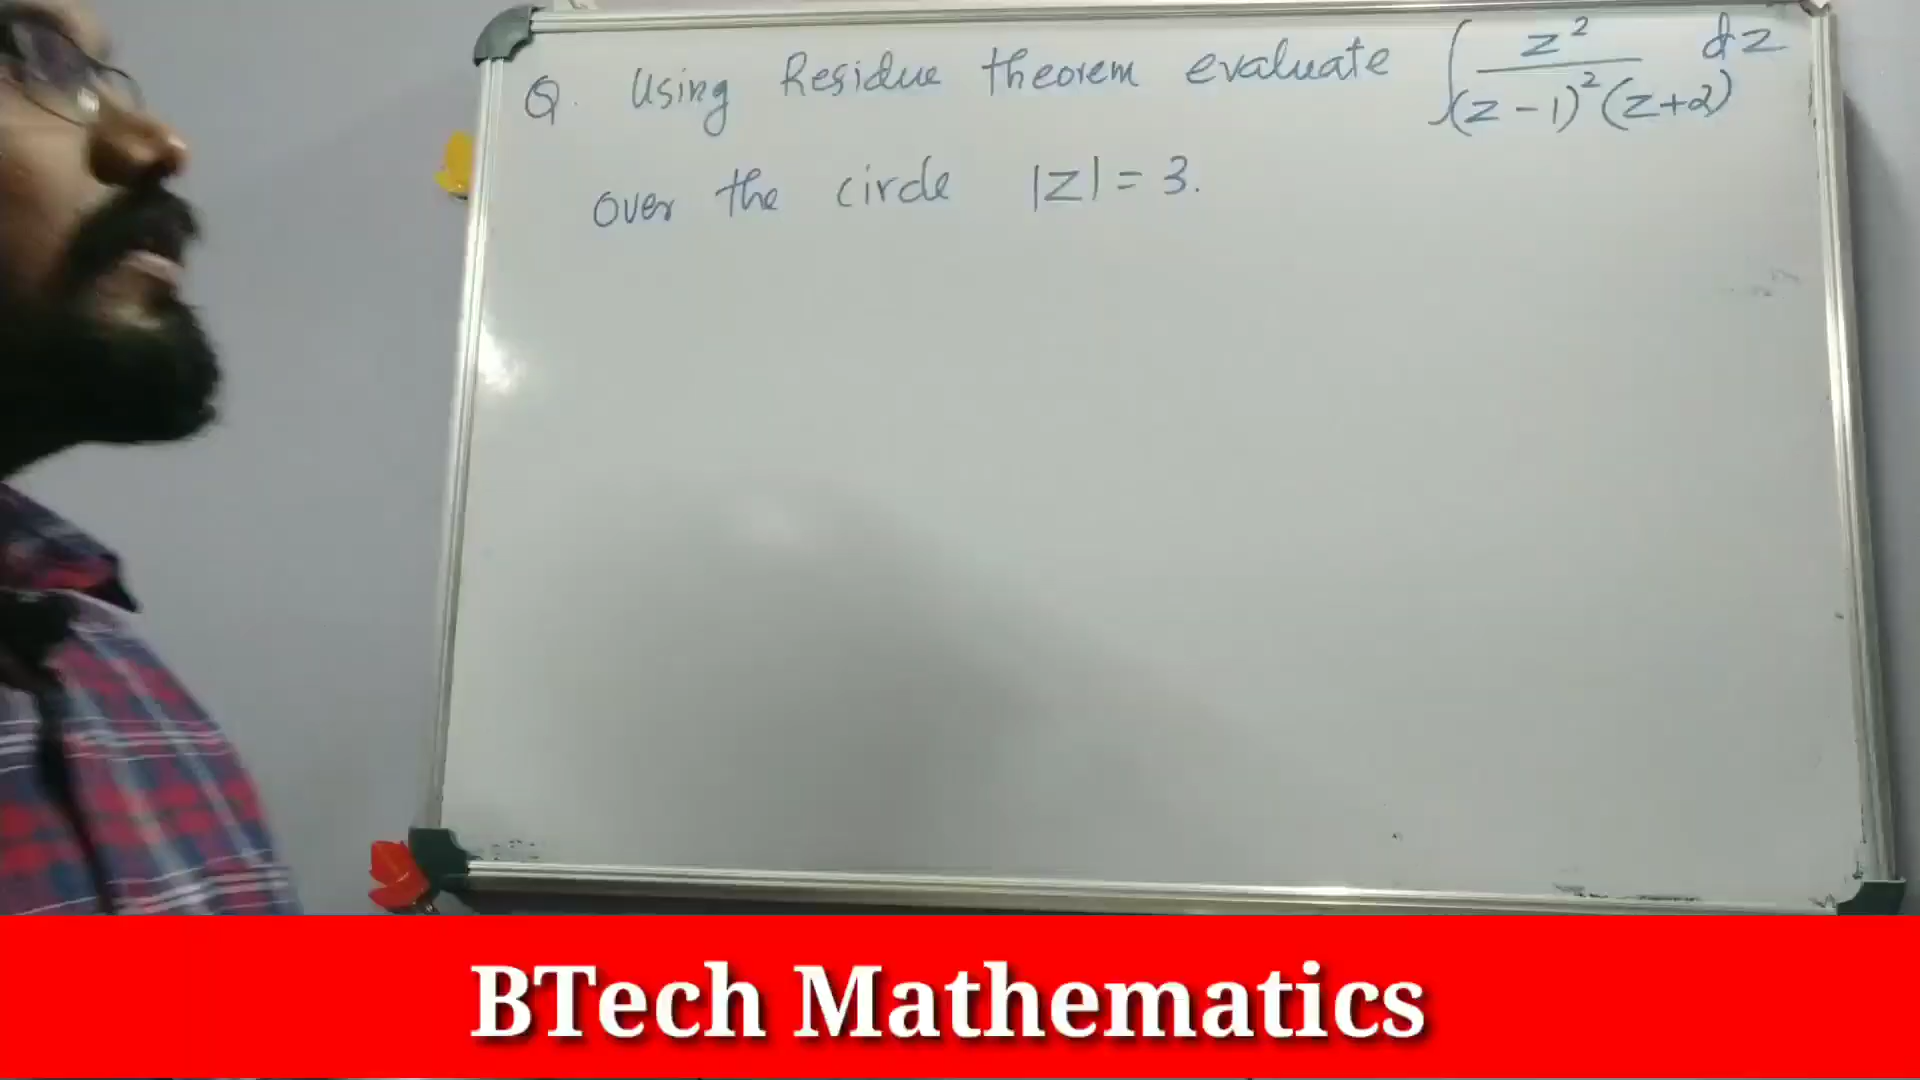 Q. Using Residue theorem evaluate ∫ z² / (z-1)²(z+2) dz
over the circle |z| = 3.
BTech Mathematics